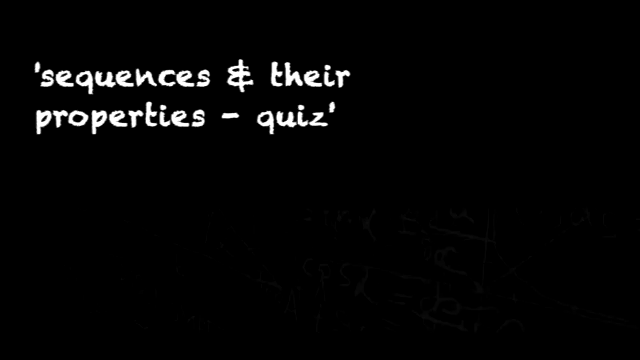 'sequences & their
properties - quiz'